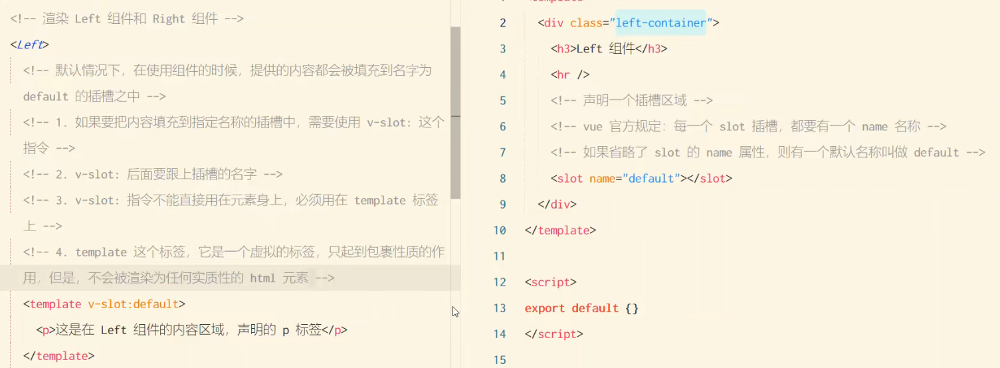 <!-- 渲染 Left 组件和 Right 组件 -->
<Left>
<!-- 默认情况下，在使用组件的时候，提供的内容都会被填充到名字为
default 的插槽之中 -->
<!-- 1. 如果要把内容填充到指定名称的插槽中，需要使用 v-slot: 这个
指令 -->
<!-- 2. v-slot: 后面要跟上插槽的名字 -->
<!-- 3. v-slot: 指令不能直接用在元素身上，必须用在 template 标签
上 -->
<!-- 4. template 这个标签，它是一个虚拟的标签，只起到包裹性质的作
用，但是，不会被渲染为任何实质性的 html 元素 -->
<template v-slot:default>
<p>这是在 Left 组件的内容区域，声明的 p 标签</p>
</template>
2 <div class="left-container">
3 <h3>Left 组件</h3>
4 <hr />
5 <!-- 声明一个插槽区域 -->
6 <!-- vue 官方规定：每一个 slot 插槽，都要有一个 name 名称 -->
7 <!-- 如果省略了 slot 的 name 属性，则有一个默认名称叫做 default -->
8 <slot name="default"></slot>
9 </div>
10 </template>
11
12 <script>
13 export default {}
14 </script>
15